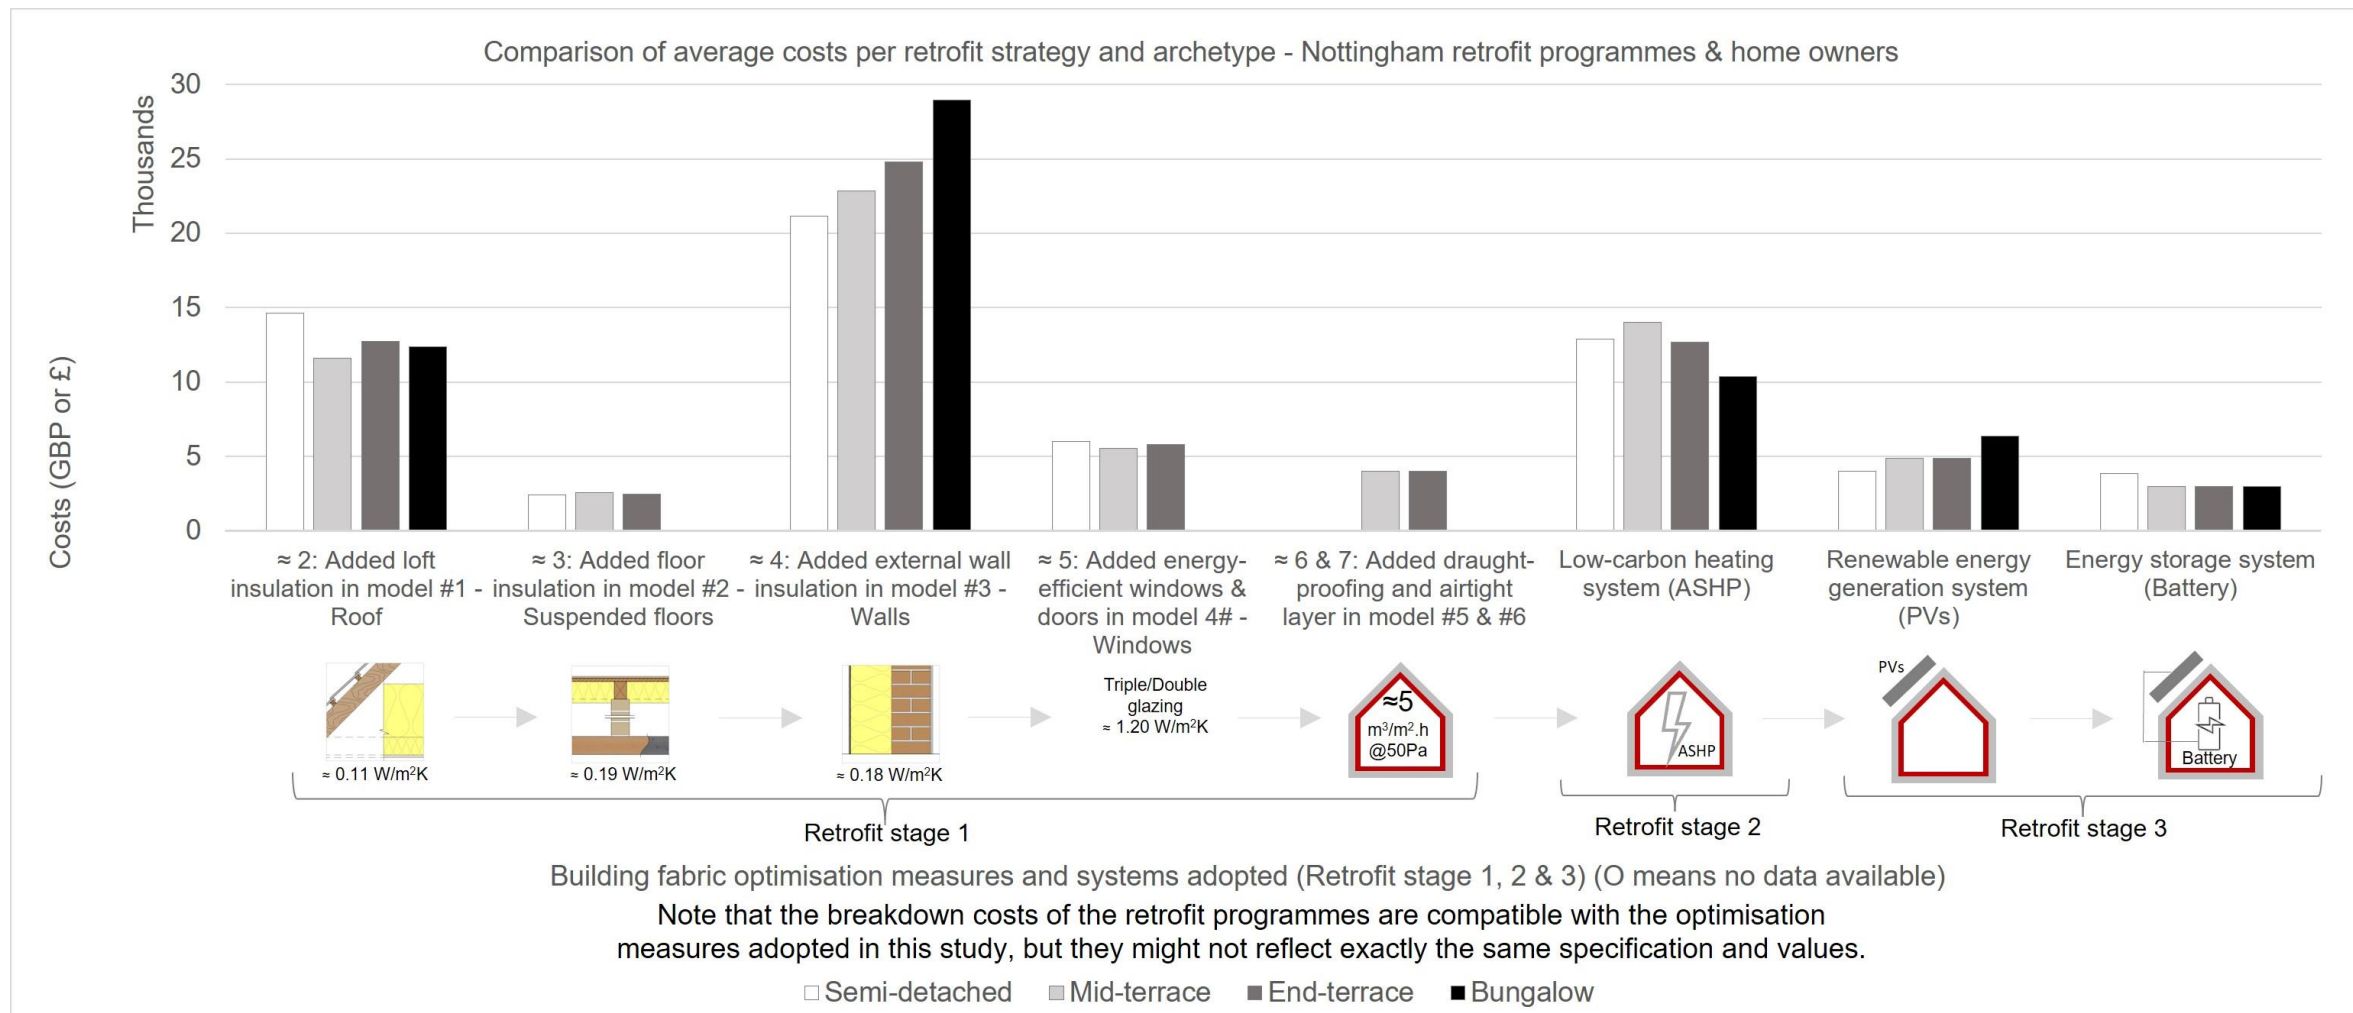 Comparison of average costs per retrofit strategy and archetype - Nottingham retrofit programmes & home owners
Costs (GBP or £)
Thousands
30
25
20
15
10
5
0
≈ 2: Added loft
insulation in model #1 -
Roof
≈ 3: Added floor
insulation in model #2 -
Suspended floors
≈ 4: Added external wall
insulation in model #3 -
Walls
≈ 5: Added energy-
efficient windows &
doors in model 4# -
Windows
≈ 6 & 7: Added draught-
proofing and airtight
layer in model #5 & #6
Low-carbon heating
system (ASHP)
Renewable energy
generation system
(PVs)
Energy storage system
(Battery)
≈ 0.11 W/m²K
≈ 0.19 W/m²K
≈ 0.18 W/m²K
Triple/Double
glazing
≈ 1.20 W/m²K
≈5
m³/m².h
@50Pa
ASHP
PVs
Battery
Retrofit stage 1
Retrofit stage 2
Retrofit stage 3
Building fabric optimisation measures and systems adopted (Retrofit stage 1, 2 & 3) (O means no data available)
Note that the breakdown costs of the retrofit programmes are compatible with the optimisation
measures adopted in this study, but they might not reflect exactly the same specification and values.
Semi-detached
Mid-terrace
End-terrace
Bungalow